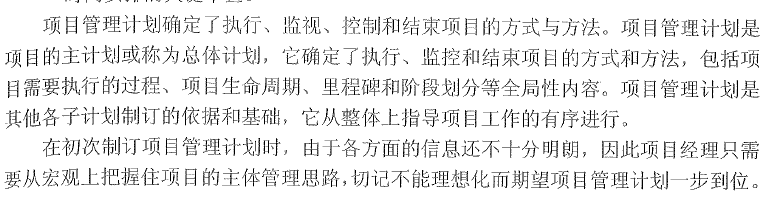 项目管理计划确定了执行、监视、控制和结束项目的方式与方法。项目管理计划是
项目的主计划或称为总体计划，它确定了执行、监控和结束项目的方式和方法，包括项
目需要执行的过程、项目生命周期、里程碑和阶段划分等全局性内容。项目管理计划是
其他各子计划制订的依据和基础，它从整体上指导项目工作的有序进行。
在初次制订项目管理计划时，由于各方面的信息还不十分明朗，因此项目经理只需
要从宏观上把握住项目的主体管理思路，切记不能理想化而期望项目管理计划一步到位。